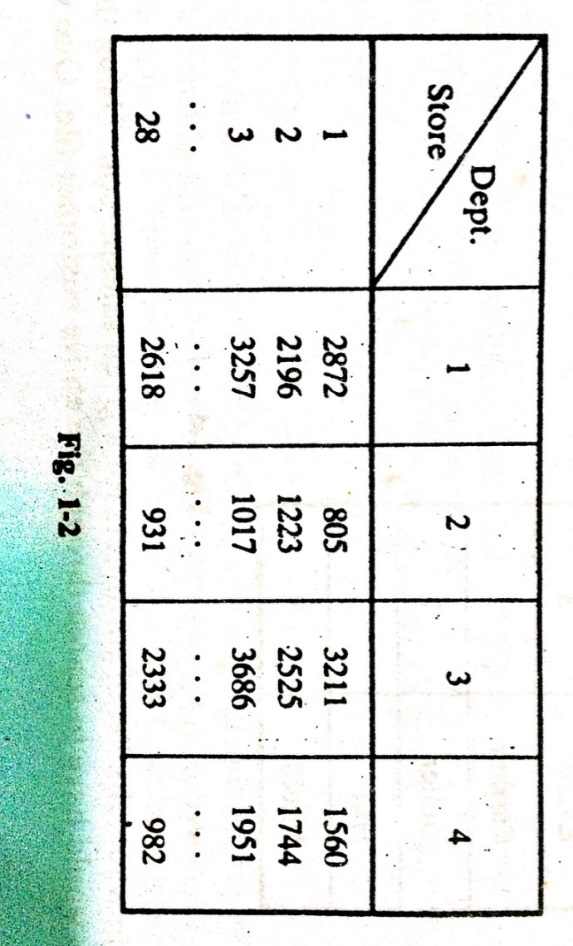 Dept.
Store 1 2 3 4
1 2872 805 3211 1560
2 2196 1223 2525 1744
3 3257 1017 3686 1951
... ... ... ... ...
28 2618 931 2333 982
Fig. 1-2